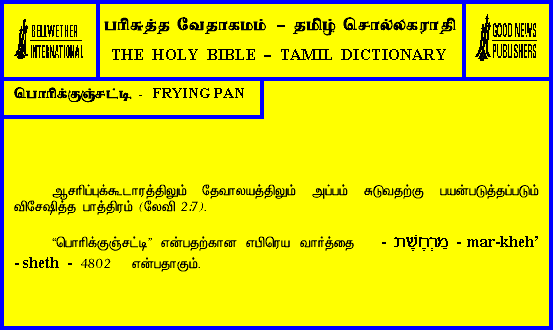 BELLWETHER
INTERNATIONAL
பரிசுத்த வேதாகமம் – தமிழ் சொல்லகராதி
THE HOLY BIBLE – TAMIL DICTIONARY
GOOD NEWS
PUBLISHERS
பொரிக்குஞ்சட்டி - FRYING PAN
ஆசரிப்புக்கூடாரத்திலும் தேவாலயத்திலும் அப்பம் சுடுவதற்கு பயன்படுத்தப்படும்
விசேஷித்த பாத்திரம் (லேவி 2:7).
“பொரிக்குஞ்சட்டி” என்பதற்கான எபிரெய வார்த்தை - מַרְחֶשֶׁת - mar-kheh’
-sheth - 4802 என்பதாகும்.